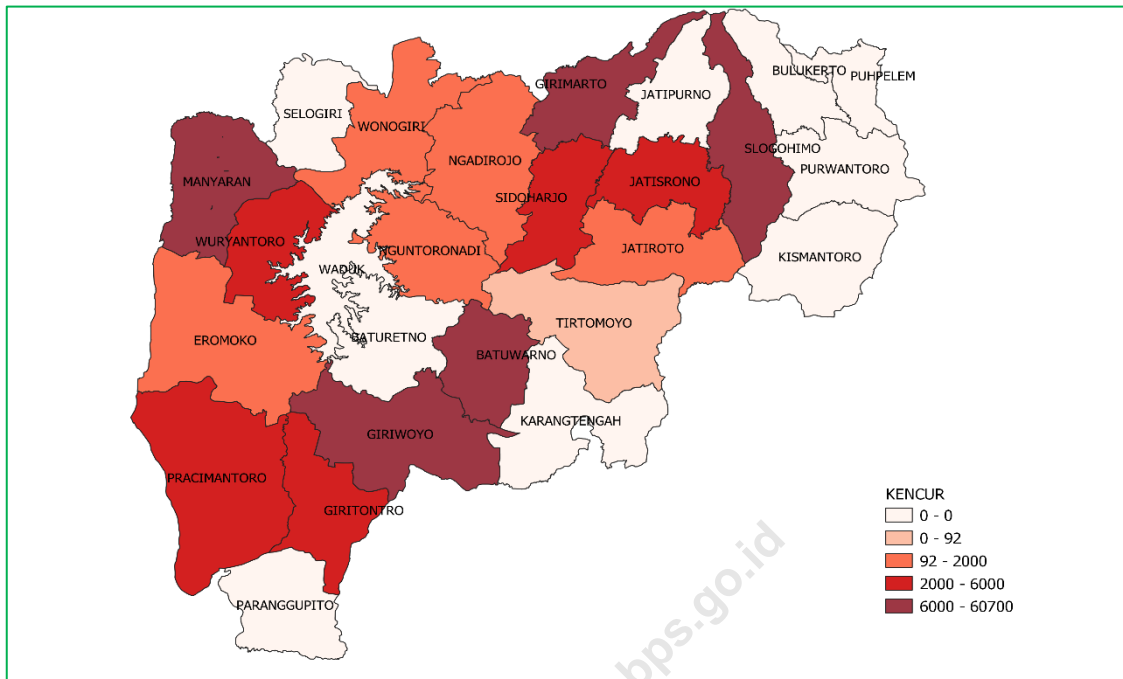 GIRIMARTO
BULUKERTO
PUHPELEM
JATIPURNO
SELOGIRI
WONOGIRI
NGADIROJO
SLOGOHIMO
PURWANTORO
MANYARAN
SIDOHARJO
JATISRONO
WURYANTORO
NGUNTORONADI
JATIROTO
KISMANTORO
WADUK
TIRTOMOYO
EROMOKO
BATURETNO
BATUWARNO
KARANGTENGAH
GIRIWOYO
PRACIMANTORO
GIRITONTRO
PARANGGUPITO
KENCUR
0 - 0
0 - 92
92 - 2000
2000 - 6000
6000 - 60700
bps.go.id